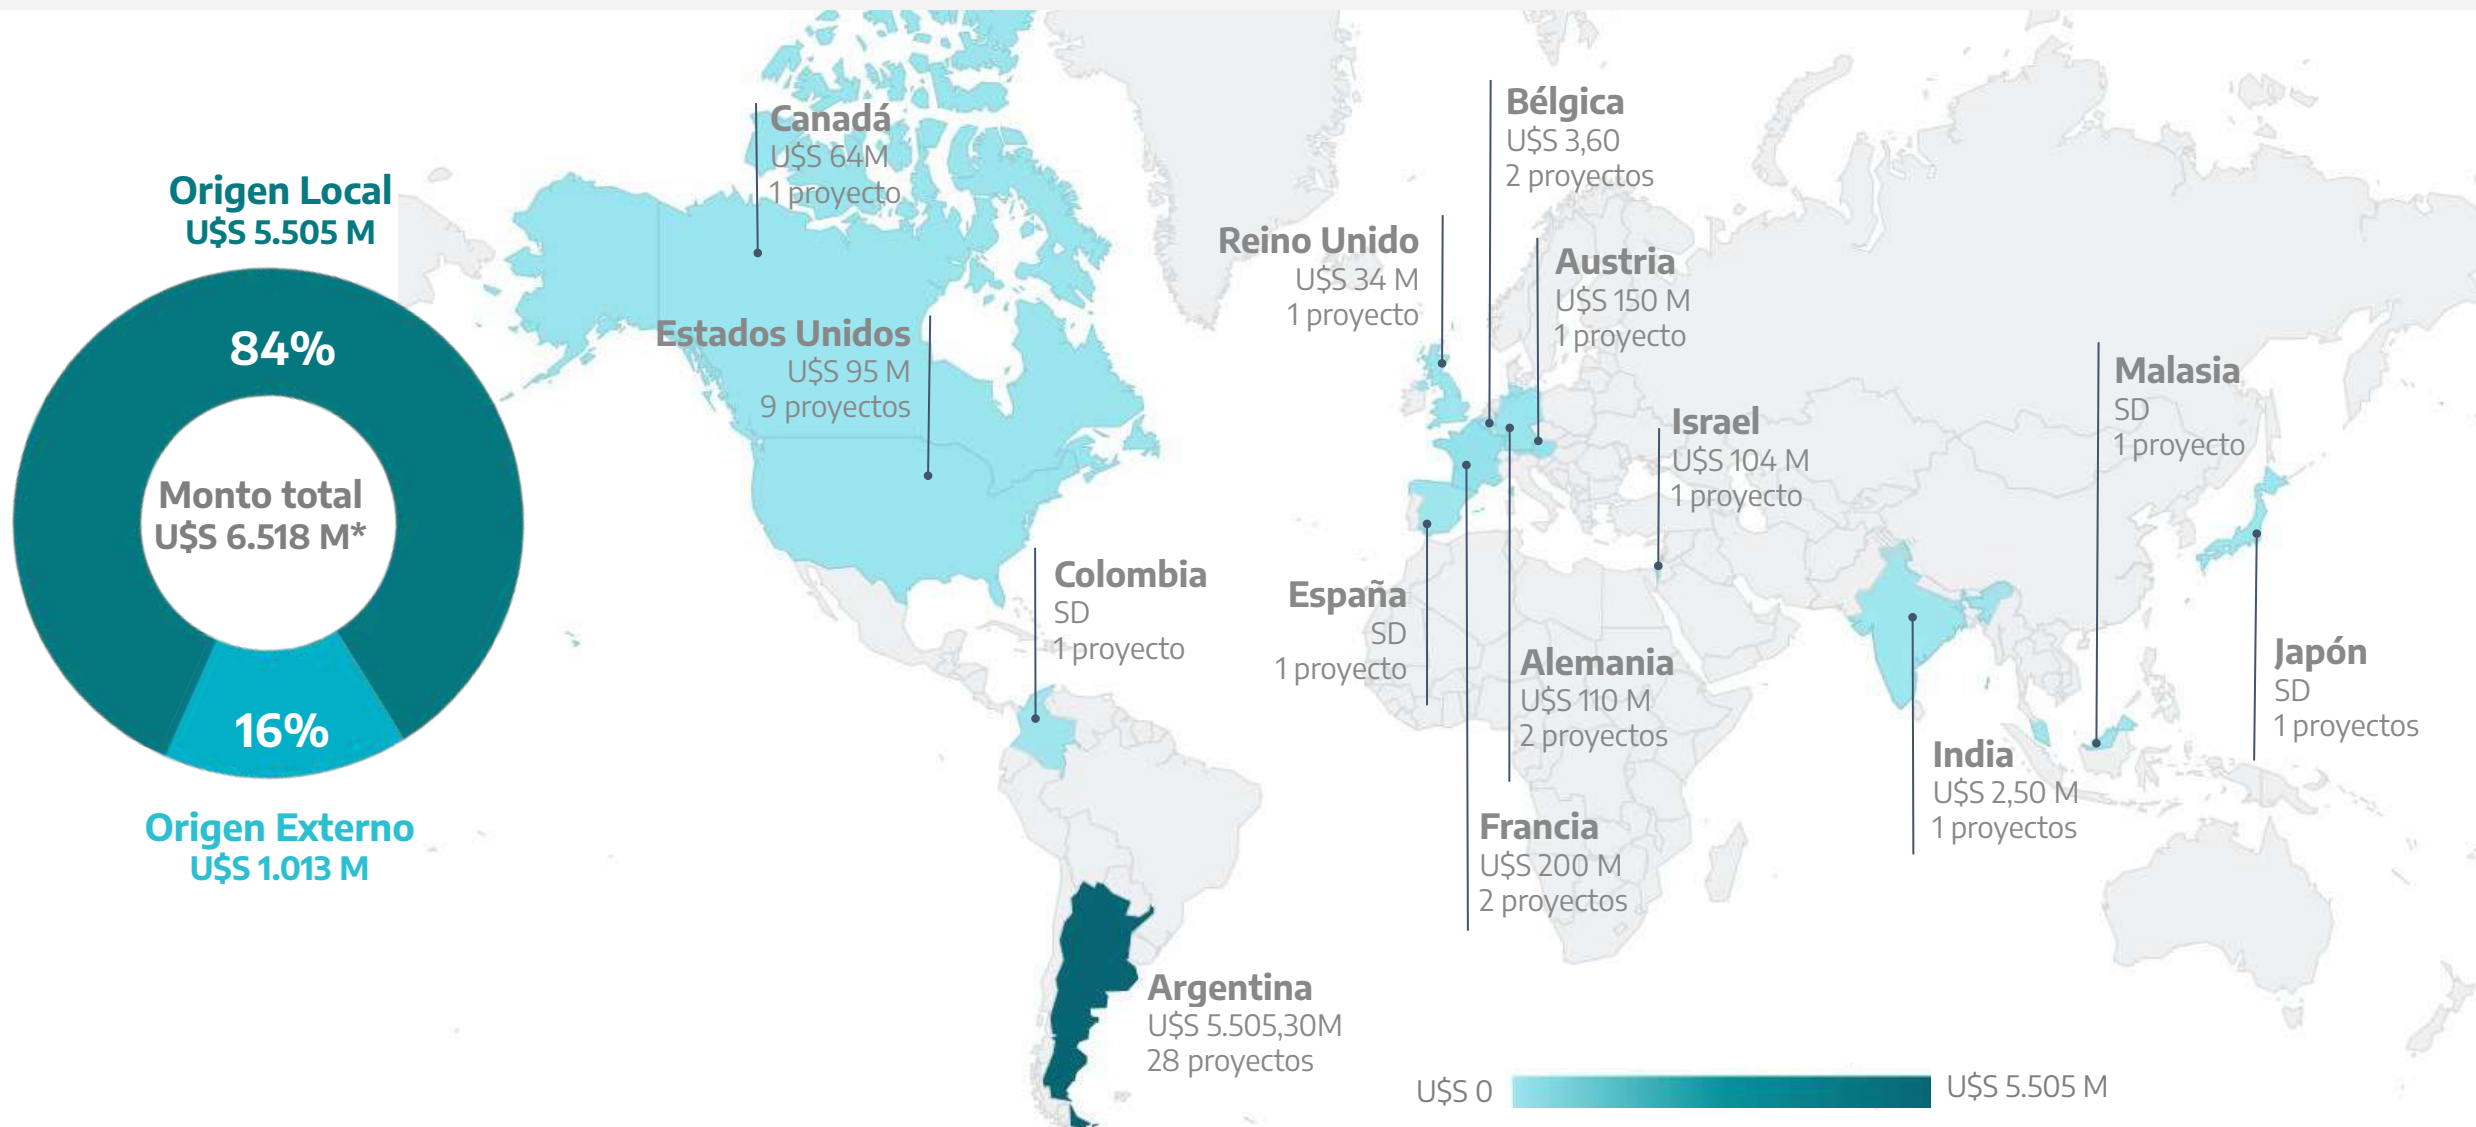 Origen Local
U$S 5.505 M
84%
Monto total
U$S 6.518 M*
16%
Origen Externo
U$S 1.013 M
Canadá
U$S 64M
1 proyecto
Estados Unidos
U$S 95 M
9 proyectos
Colombia
SD
1 proyecto
Argentina
U$S 5.505,30M
28 proyectos
Bélgica
U$S 3,60
2 proyectos
Reino Unido
U$S 34 M
1 proyecto
Austria
U$S 150 M
1 proyecto
Israel
U$S 104 M
1 proyecto
España
SD
1 proyecto
Alemania
U$S 110 M
2 proyectos
Francia
U$S 200 M
2 proyectos
Malasia
SD
1 proyecto
Japón
SD
1 proyectos
India
U$S 2,50 M
1 proyectos
U$S 0
U$S 5.505 M